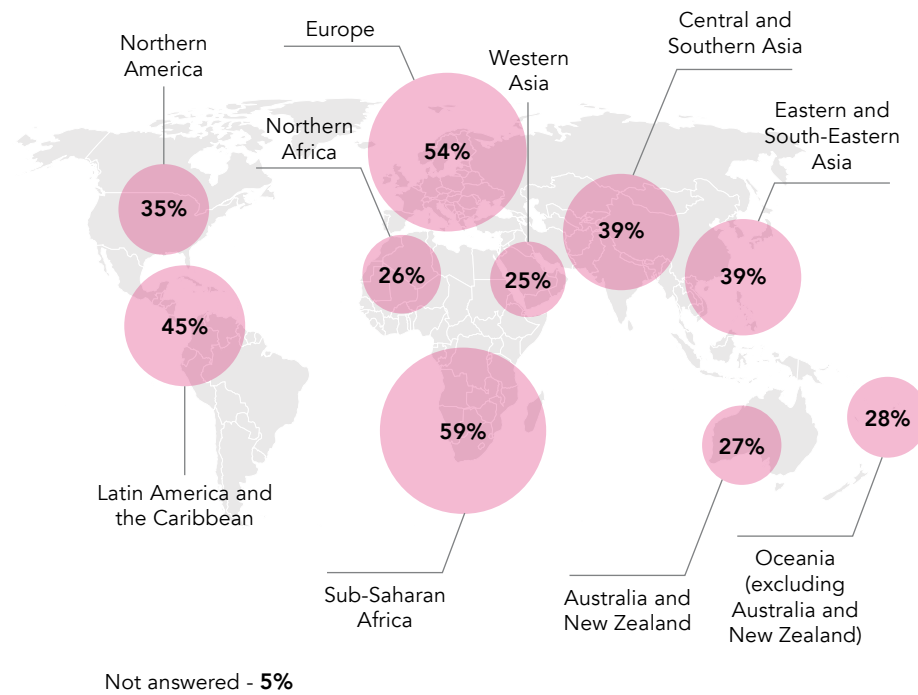 Northern
America
35%
Europe
54%
Northern
Africa
26%
Western
Asia
25%
Central and
Southern Asia
39%
Eastern and
South-Eastern
Asia
39%
45%
Latin America and
the Caribbean
59%
Sub-Saharan
Africa
27%
Australia and
New Zealand
28%
Oceania
(excluding
Australia and
New Zealand)
Not answered - 5%